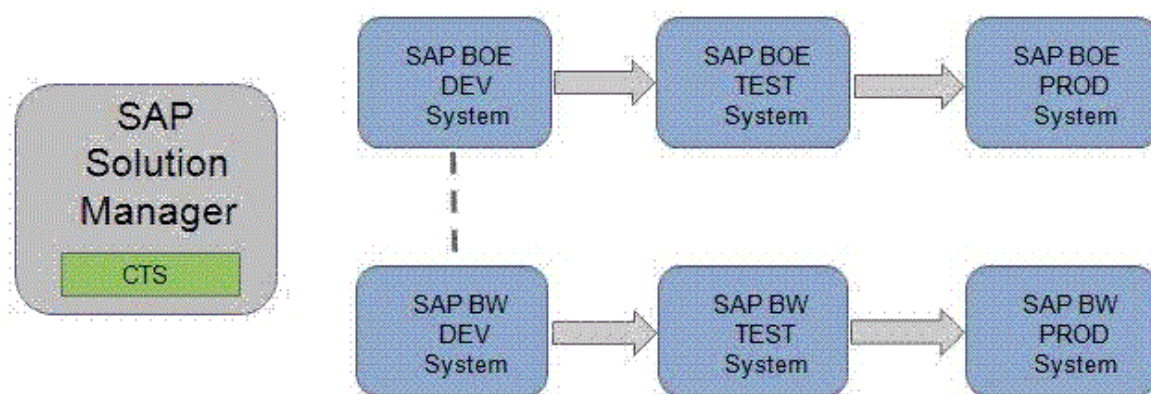 SAP
Solution
Manager
CTS
SAP BOE
DEV
System
SAP BOE
TEST
System
SAP BOE
PROD
System
SAP BW
DEV
System
SAP BW
TEST
System
SAP BW
PROD
System